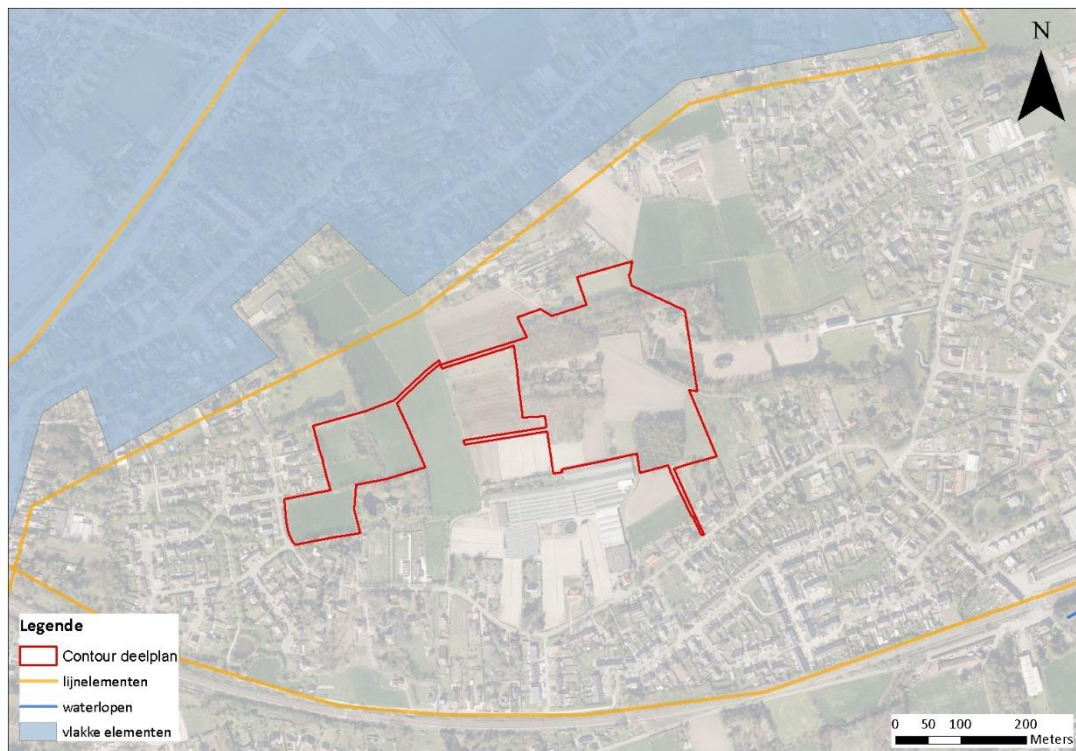 N
Legende
Contour deelplan
lijnelementen
waterlopen
vlakke elementen
0 50 100 200
Meters